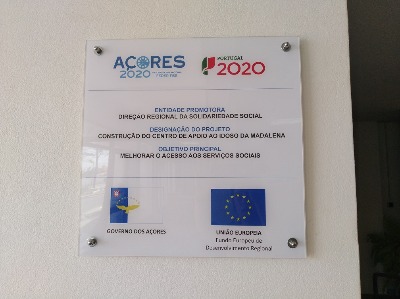 AÇORES
2020
PORTUGAL
2020
ENTIDADE PROMOTORA
DIREÇÃO REGIONAL DA SOLIDARIEDADE SOCIAL
DESIGNAÇÃO DO PROJETO
CONSTRUÇÃO DO CENTRO DE APOIO AO IDOSO DA MADALENA
OBJETIVO PRINCIPAL
MELHORAR O ACESSO AOS SERVIÇOS SOCIAIS
GOVERNO DOS AÇORES
UNIÃO EUROPEIA
Fundo Europeu de
Desenvolvimento Regional